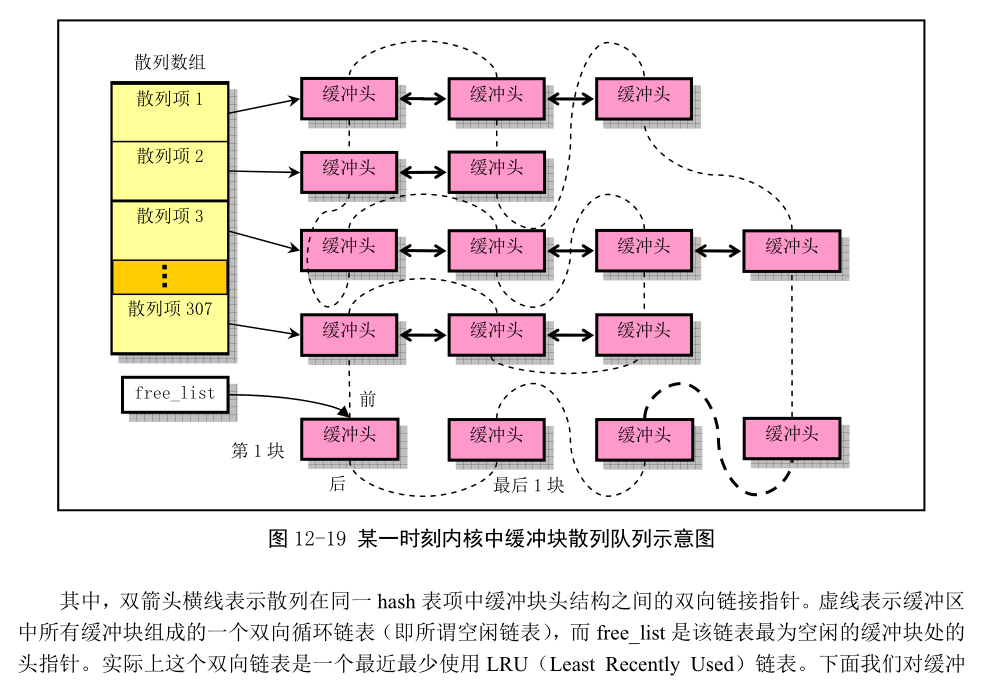 散列数组
散列项 1
缓冲头
缓冲头
缓冲头
散列项 2
缓冲头
缓冲头
散列项 3
缓冲头
缓冲头
缓冲头
缓冲头
散列项 307
缓冲头
缓冲头
缓冲头
free_list
前
缓冲头
缓冲头
缓冲头
缓冲头
第 1 块
后
最后 1 块
图 12-19 某一时刻内核中缓冲块散列队列示意图
其中，双箭头横线表示散列在同一 hash 表项中缓冲块头结构之间的双向链接指针。虚线表示缓冲区
中所有缓冲块组成的一个双向循环链表（即所谓空闲链表），而 free_list 是该链表最为空闲的缓冲块处的
头指针。实际上这个双向链表是一个最近最少使用 LRU（Least Recently Used）链表。下面我们对缓冲